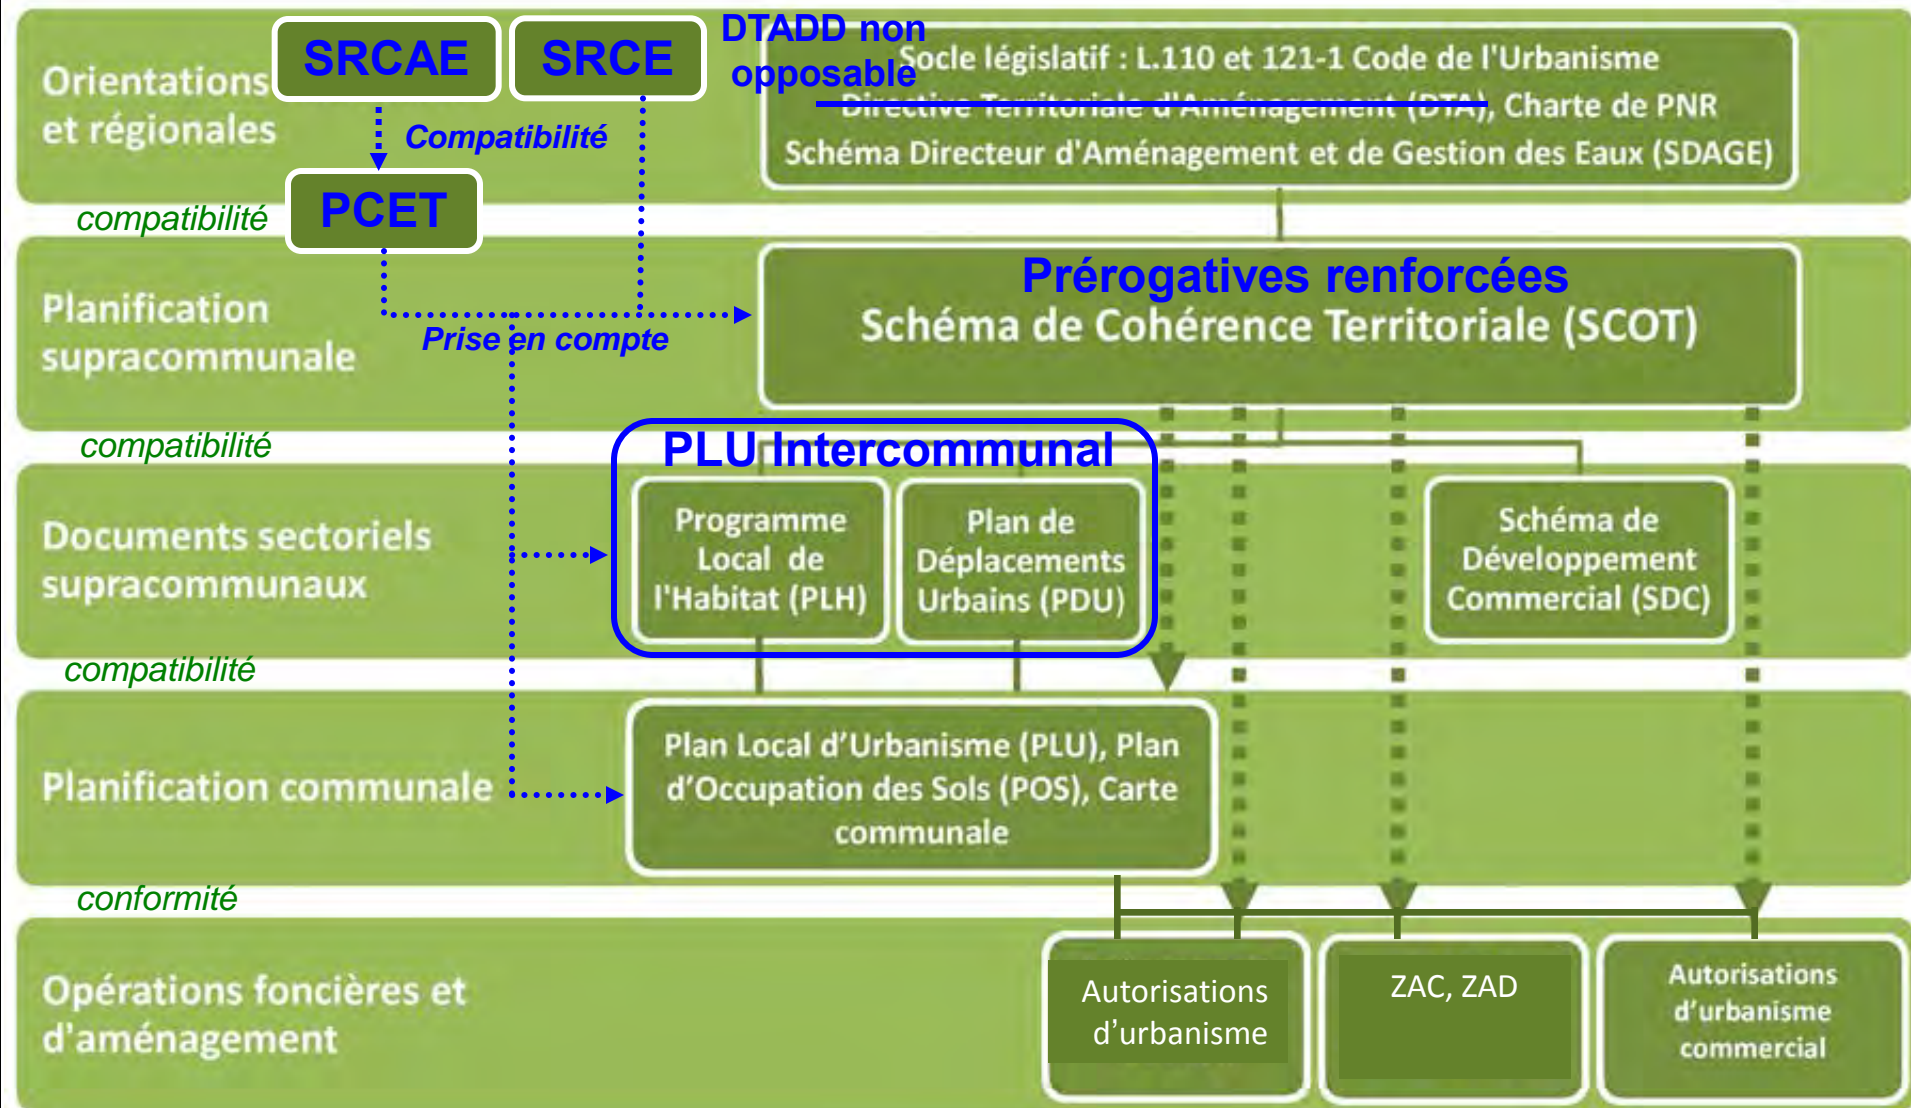 SRCAE
SRCE
DTADD non
opposable
Orientations
et régionales
Socle législatif : L.110 et 121-1 Code de l'Urbanisme
Directive Territoriale d'Aménagement (DTA), Charte de PNR
Schéma Directeur d'Aménagement et de Gestion des Eaux (SDAGE)
Compatibilité
PCET
compatibilité
Planification
supracommunale
Prérogatives renforcées
Schéma de Cohérence Territoriale (SCOT)
Prise en compte
compatibilité
PLU Intercommunal
Documents sectoriels
supracommunaux
Programme
Local de
l'Habitat (PLH)
Plan de
Déplacements
Urbains (PDU)
Schéma de
Développement
Commercial (SDC)
compatibilité
Planification communale
Plan Local d’Urbanisme (PLU), Plan
d’Occupation des Sols (POS), Carte
communale
conformité
Opérations foncières et
d’aménagement
Autorisations
d’urbanisme
ZAC, ZAD
Autorisations
d’urbanisme
commercial